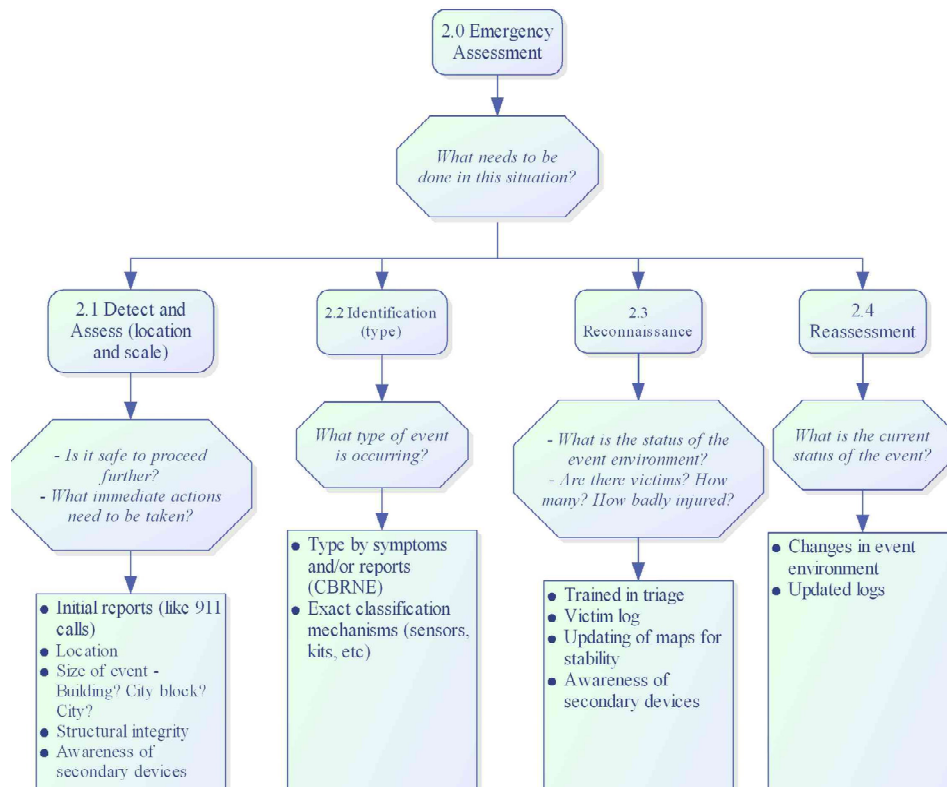 2.0 Emergency
Assessment
What needs to be
done in this situation?
2.1 Detect and
Assess (location
and scale)
- Is it safe to proceed
further?
- What immediate actions
need to be taken?
● Initial reports (like 911
calls)
● Location
● Size of event -
Building? City block?
City?
● Structural integrity
● Awareness of
secondary devices
2.2 Identification
(type)
What type of event
is occurring?
● Type by symptoms
and/or reports
(CBRNE)
● Exact classification
mechanisms (sensors,
kits, etc)
2.3
Reconnaissance
- What is the status of the
event environment?
- Are there victims? How
many? How badly injured?
● Trained in triage
● Victim log
● Updating of maps for
stability
● Awareness of
secondary devices
2.4
Reassessment
What is the current
status of the event?
● Changes in event
environment
● Updated logs